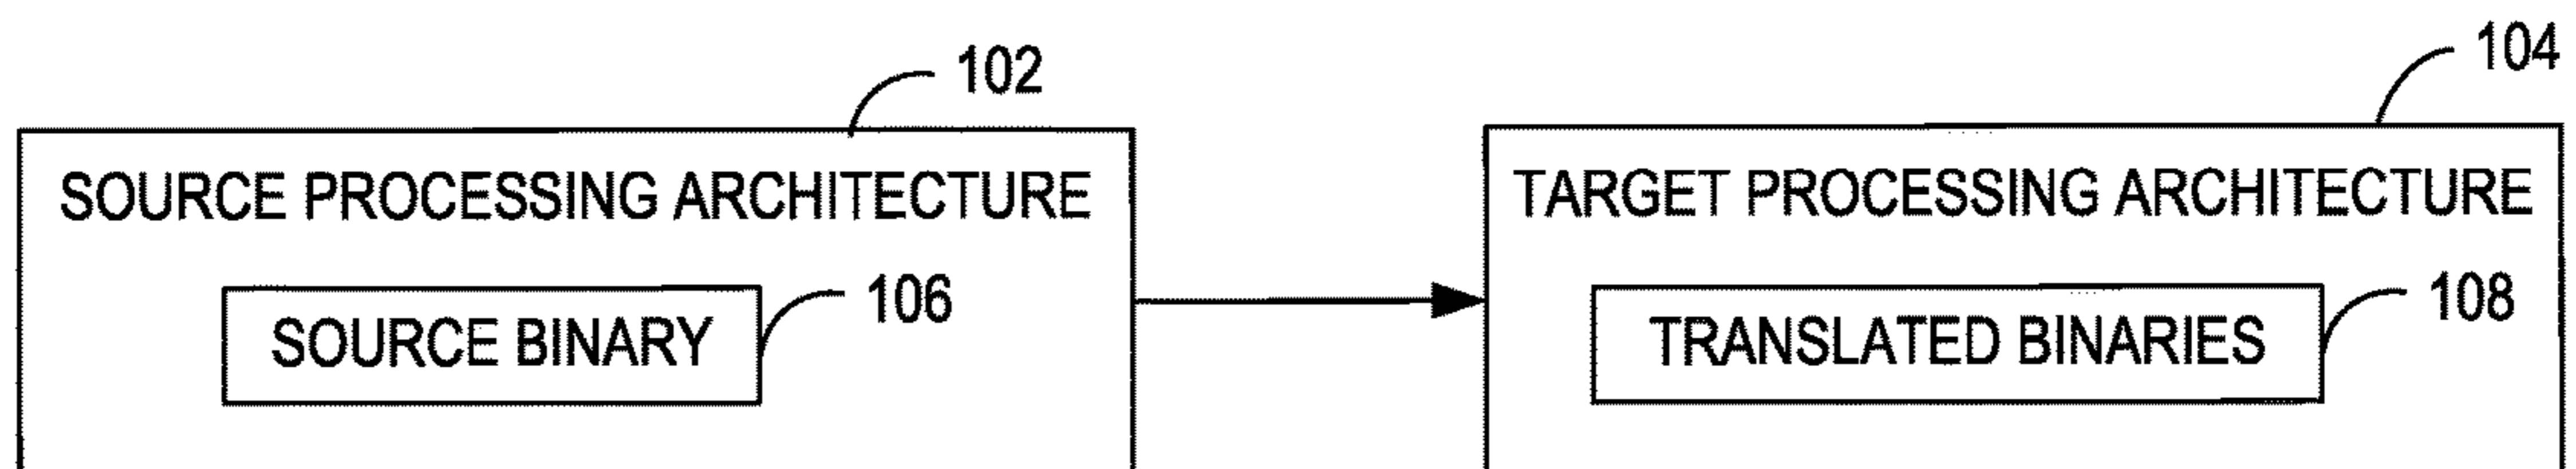 102
104
SOURCE PROCESSING ARCHITECTURE
TARGET PROCESSING ARCHITECTURE
SOURCE BINARY
106
TRANSLATED BINARIES
108